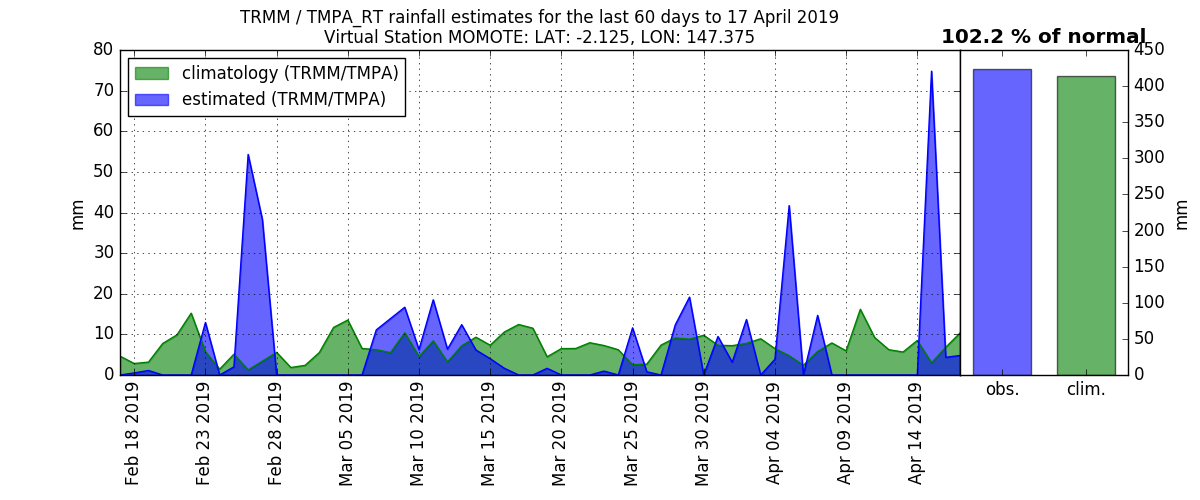 TRMM / TMPA_RT rainfall estimates for the last 60 days to 17 April 2019
Virtual Station MOMOTE: LAT: -2.125, LON: 147.375
102.2 % of normal
climatology (TRMM/TMPA)
estimated (TRMM/TMPA)
mm
80
70
60
50
40
30
20
10
0
Feb 18 2019
Feb 23 2019
Feb 28 2019
Mar 05 2019
Mar 10 2019
Mar 15 2019
Mar 20 2019
Mar 25 2019
Mar 30 2019
Apr 04 2019
Apr 09 2019
Apr 14 2019
obs.
clim.
450
400
350
300
250
200
150
100
50
0
mm